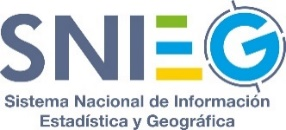 SNIEG
Sistema Nacional de Información
Estadística y Geográfica